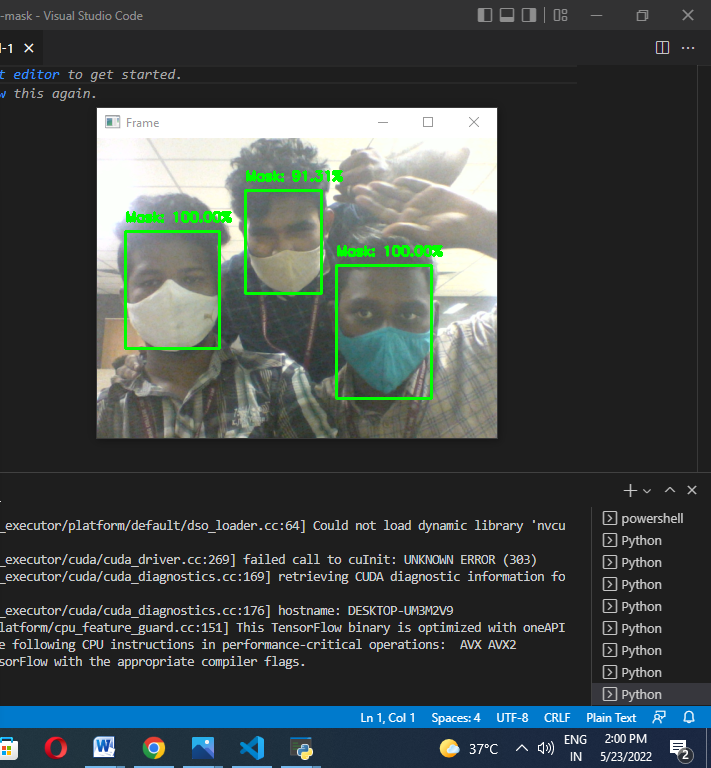 -mask - Visual Studio Code
-1
t editor to get started.
w this again.
Frame
Mask: 91.31%
Mask: 100.00%
Mask: 100.00%
_executor/platform/default/dso_loader.cc:64] Could not load dynamic library 'nvcu
_executor/cuda/cuda_driver.cc:269] failed call to cuInit: UNKNOWN ERROR (303)
_executor/cuda/cuda_diagnostics.cc:169] retrieving CUDA diagnostic information fo
_executor/cuda/cuda_diagnostics.cc:176] hostname: DESKTOP-UM3M2V9
latform/cpu_feature_guard.cc:151] This TensorFlow binary is optimized with oneAPI
e following CPU instructions in performance-critical operations:  AVX AVX2
sorFlow with the appropriate compiler flags.
powershell
Python
Python
Python
Python
Python
Python
Python
Python
Ln 1, Col 1
Spaces: 4
UTF-8
CRLF
Plain Text
37°C
ENG
IN
2:00 PM
5/23/2022
2